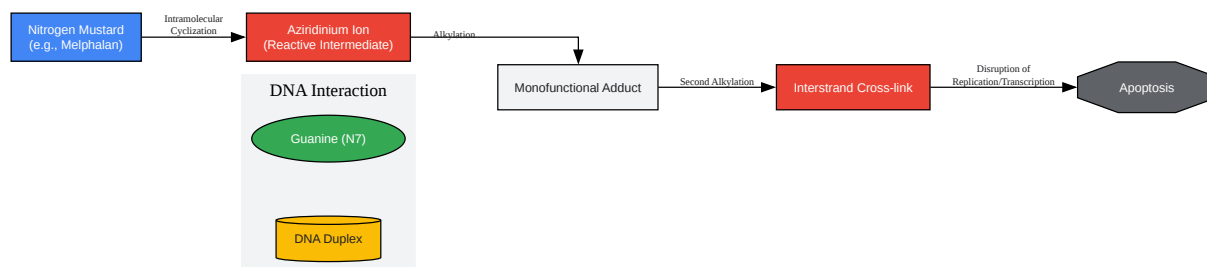 Nitrogen Mustard
(e.g., Melphalan)
Intramolecular
Cyclization
Aziridinium Ion
(Reactive Intermediate)
Alkylation
Monofunctional Adduct
Second Alkylation
Interstrand Cross-link
Disruption of
Replication/Transcription
Apoptosis
DNA Interaction
Guanine (N7)
DNA Duplex